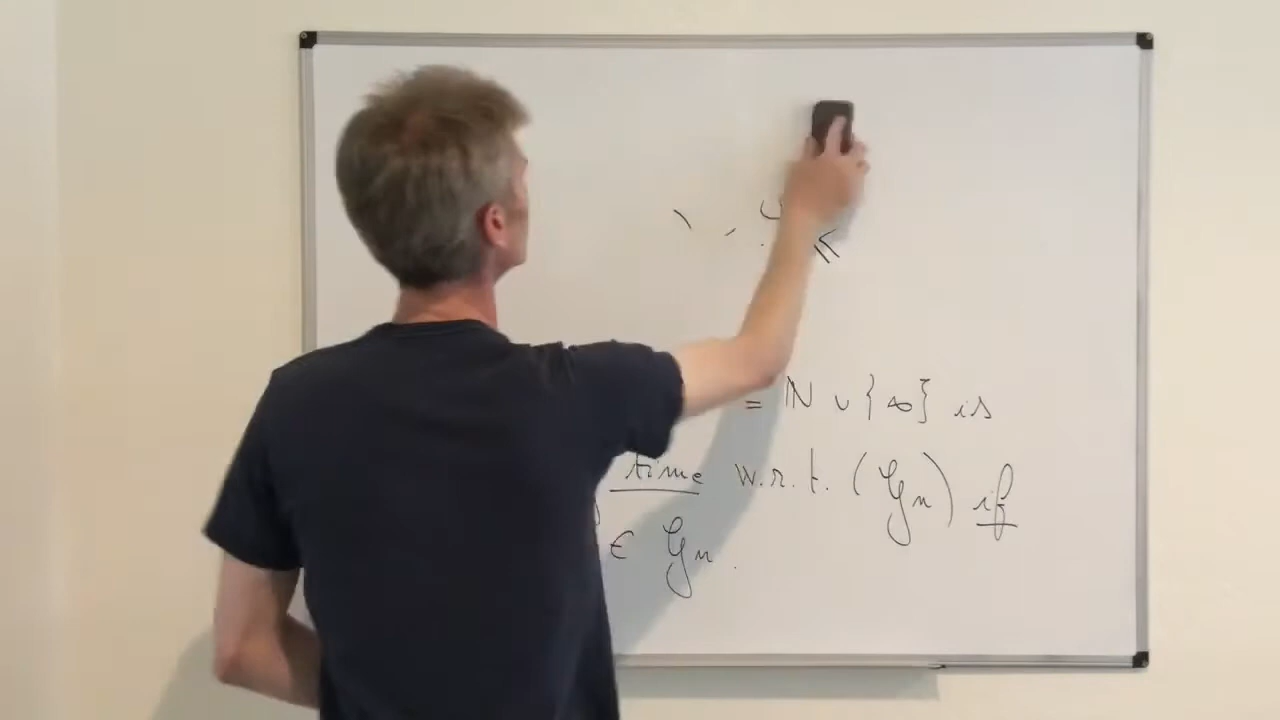 = ℕ ∪ {∞} is
time w.r.t. (𝒢n) if
∈ 𝒢n.